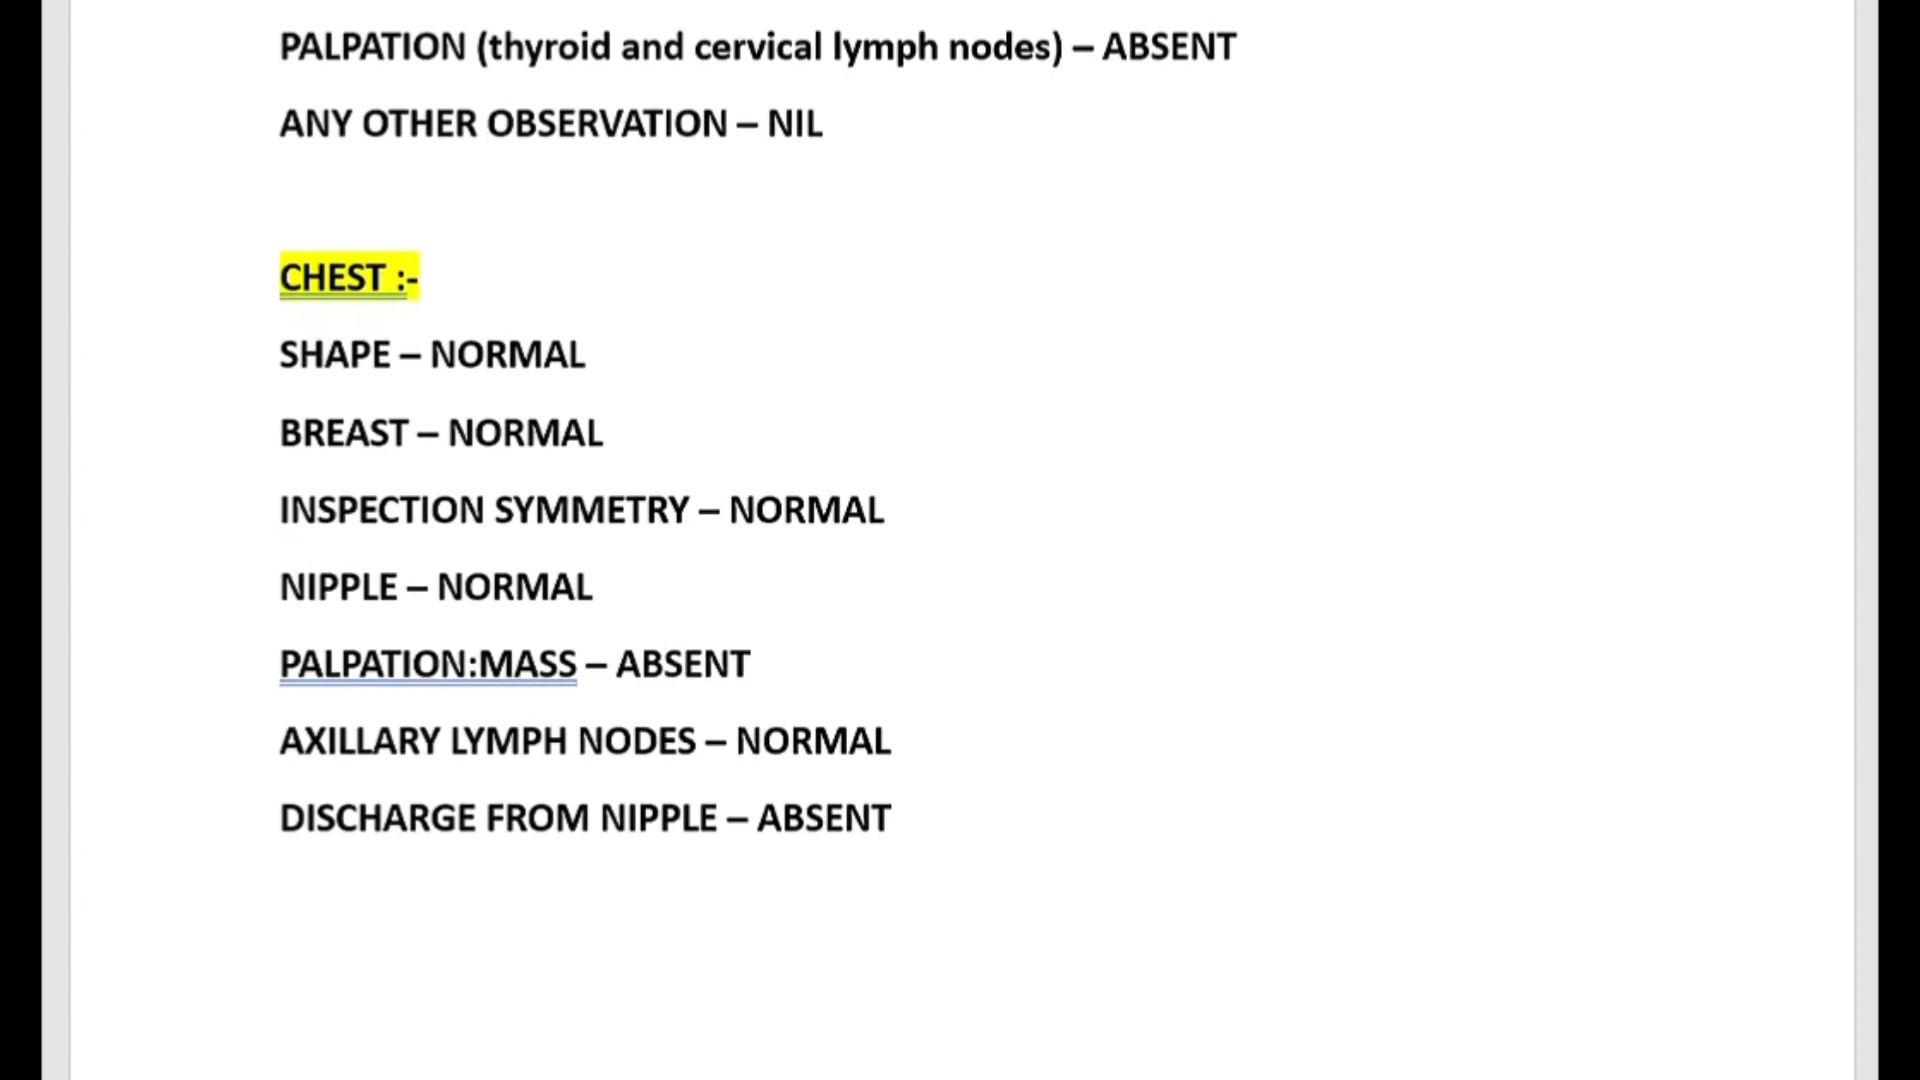 PALPATION (thyroid and cervical lymph nodes) – ABSENT
ANY OTHER OBSERVATION – NIL
CHEST :-
SHAPE – NORMAL
BREAST – NORMAL
INSPECTION SYMMETRY – NORMAL
NIPPLE – NORMAL
PALPATION:MASS – ABSENT
AXILLARY LYMPH NODES – NORMAL
DISCHARGE FROM NIPPLE – ABSENT